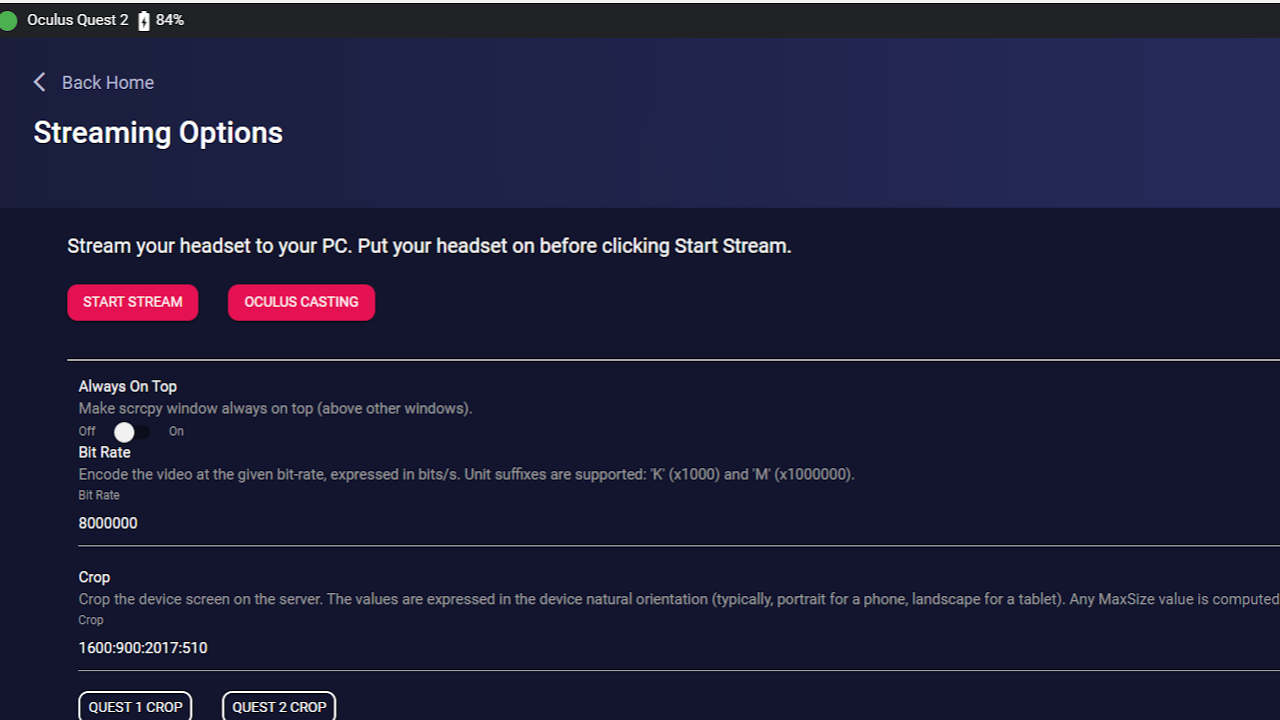 Oculus Quest 2 84%
Back Home
Streaming Options
Stream your headset to your PC. Put your headset on before clicking Start Stream.
START STREAM OCULUS CASTING
Always On Top
Make scrcpy window always on top (above other windows).
Off On
Bit Rate
Encode the video at the given bit-rate, expressed in bits/s. Unit suffixes are supported: 'K' (x1000) and 'M' (x1000000).
Bit Rate
8000000
Crop
Crop the device screen on the server. The values are expressed in the device natural orientation (typically, portrait for a phone, landscape for a tablet). Any MaxSize value is computed
Crop
1600:900:2017:510
QUEST 1 CROP QUEST 2 CROP